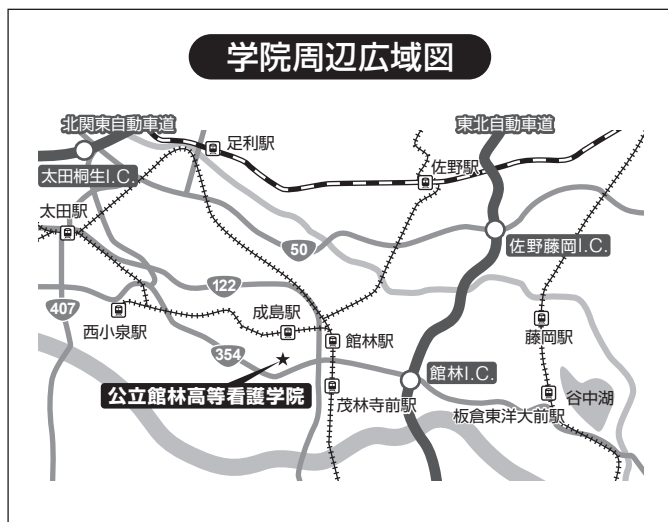 学院周辺広域図
北関東自動車道
東北自動車道
足利駅
太田桐生I.C.
佐野駅
太田駅
50
佐野藤岡I.C.
122
407
成島駅
西小泉駅
354
館林駅
藤岡駅
館林I.C.
公立館林高等看護学院
茂林寺前駅
谷中湖
板倉東洋大前駅